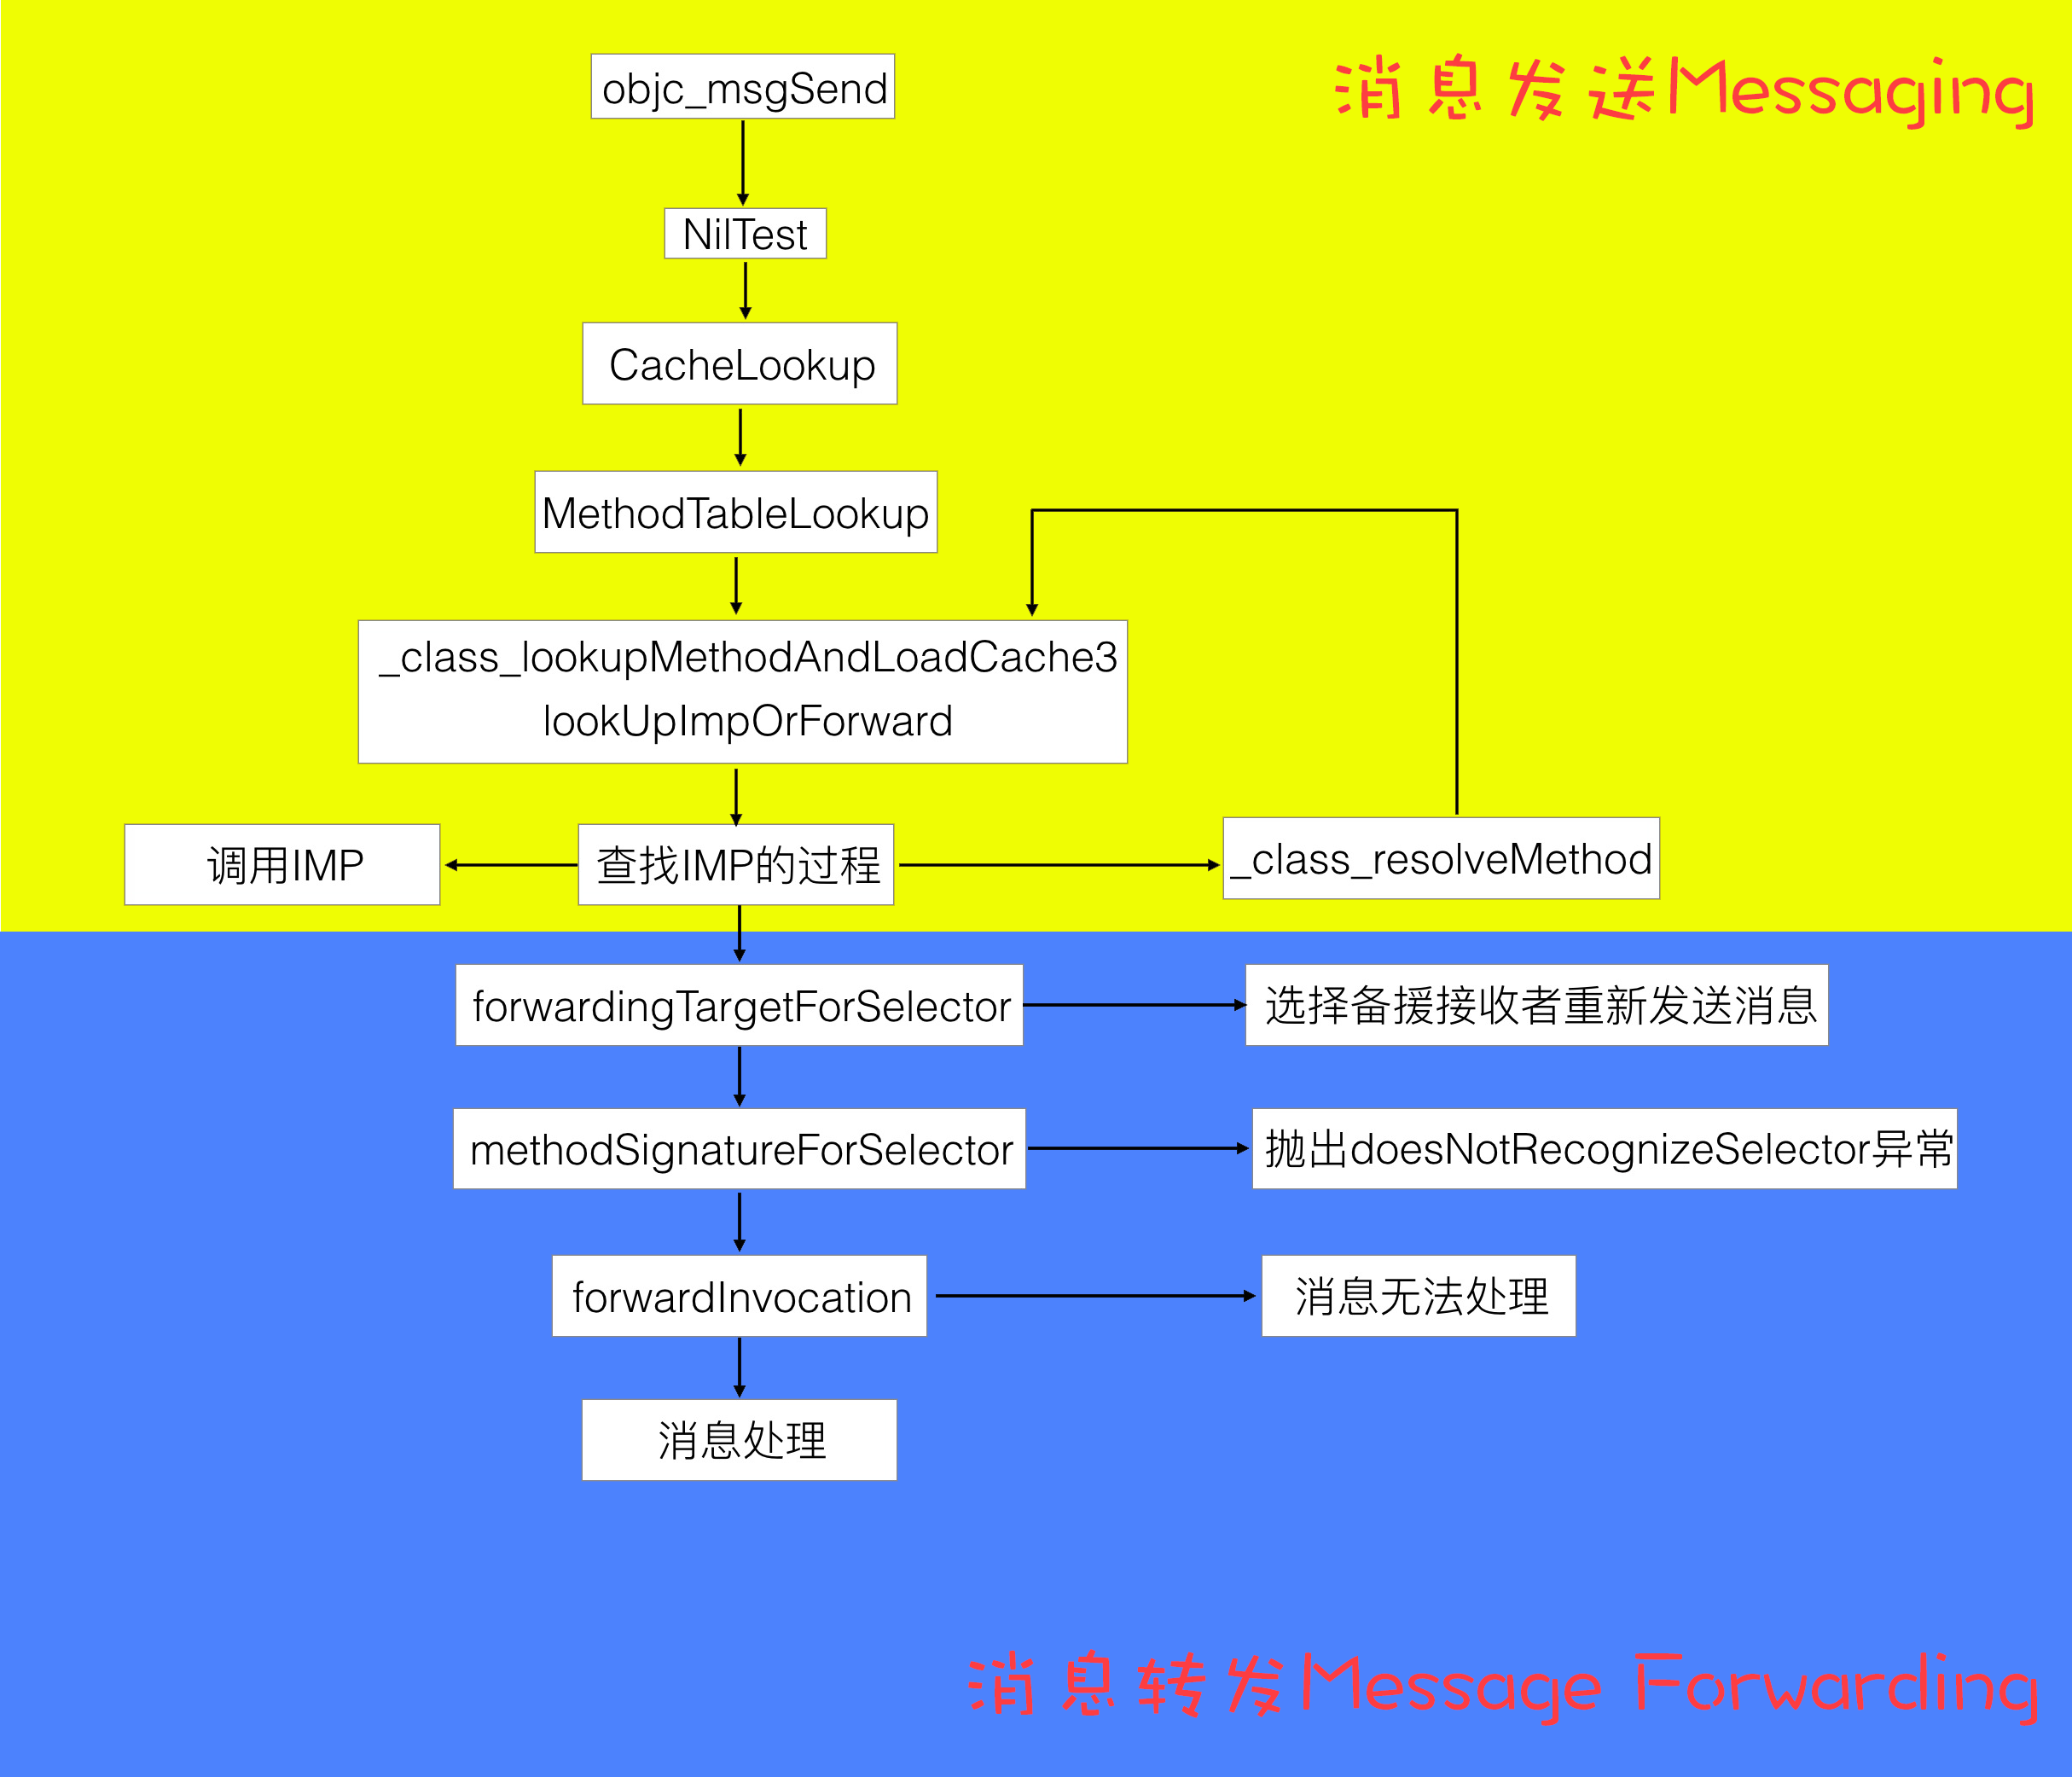 消息发送Messaging
objc_msgSend
NilTest
CacheLookup
MethodTableLookup
_class_lookupMethodAndLoadCache3
lookUpImpOrForward
调用IMP
查找IMP的过程
_class_resolveMethod
forwardingTargetForSelector
选择备援接收者重新发送消息
methodSignatureForSelector
抛出doesNotRecognizeSelector异常
forwardInvocation
消息无法处理
消息处理
消息转发Message Forwarding